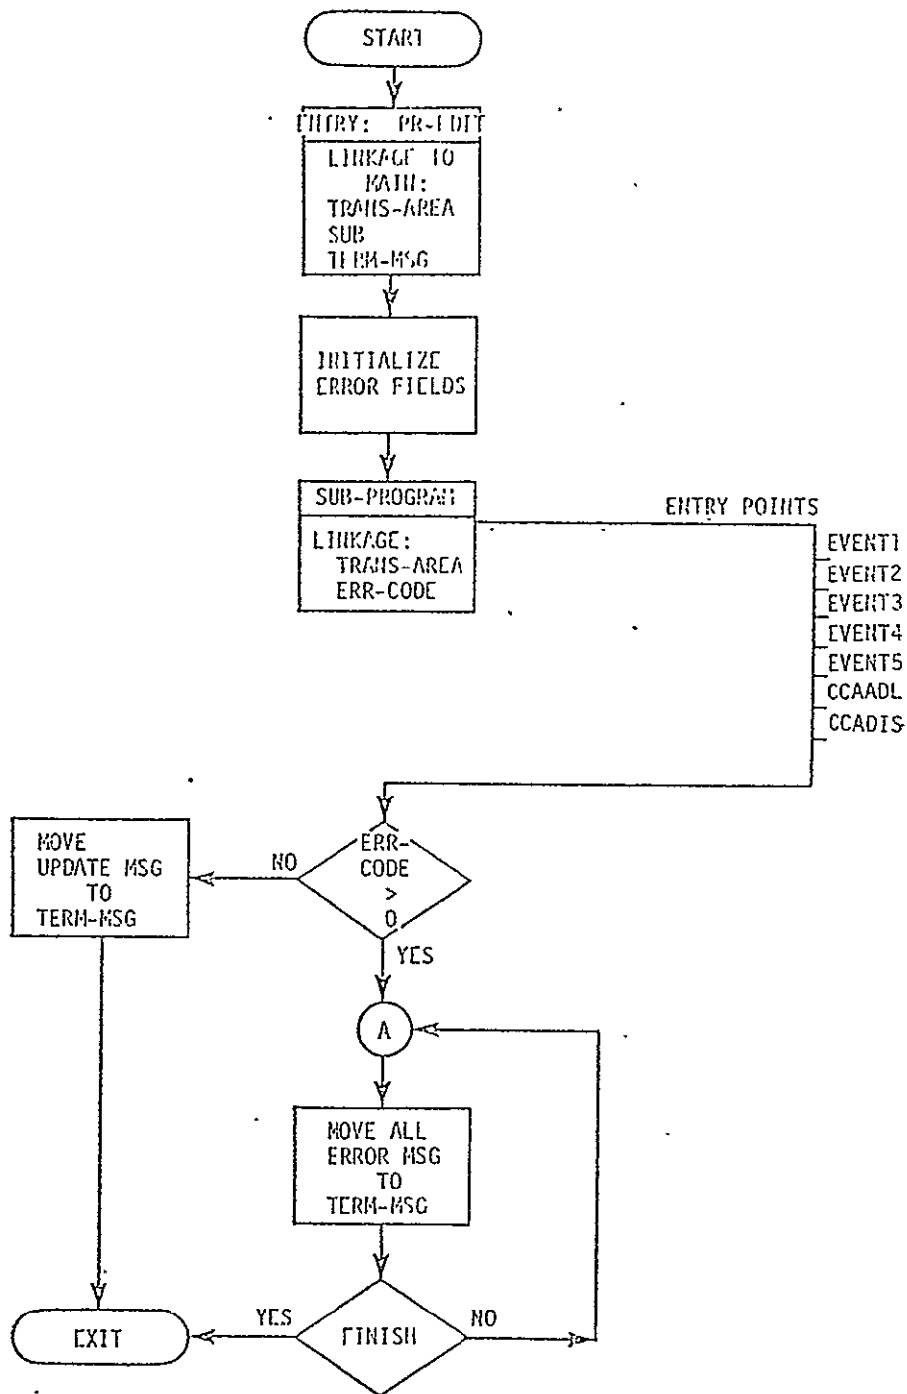 START
ENTRY: PR-EDIT
LINKAGE TO
MAIN:
TRANS-AREA
SUB
TERM-MSG
INITIALIZE
ERROR FIELDS
SUB-PROGRAM
LINKAGE:
TRANS-AREA
ERR-CODE
ENTRY POINTS
EVENT1
EVENT2
EVENT3
EVENT4
EVENT5
CCAADL
CCADIS
ERR-
CODE
>
0
NO
MOVE
UPDATE MSG
TO
TERM-MSG
YES
A
MOVE ALL
ERROR MSG
TO
TERM-MSG
FINISH
YES
NO
EXIT